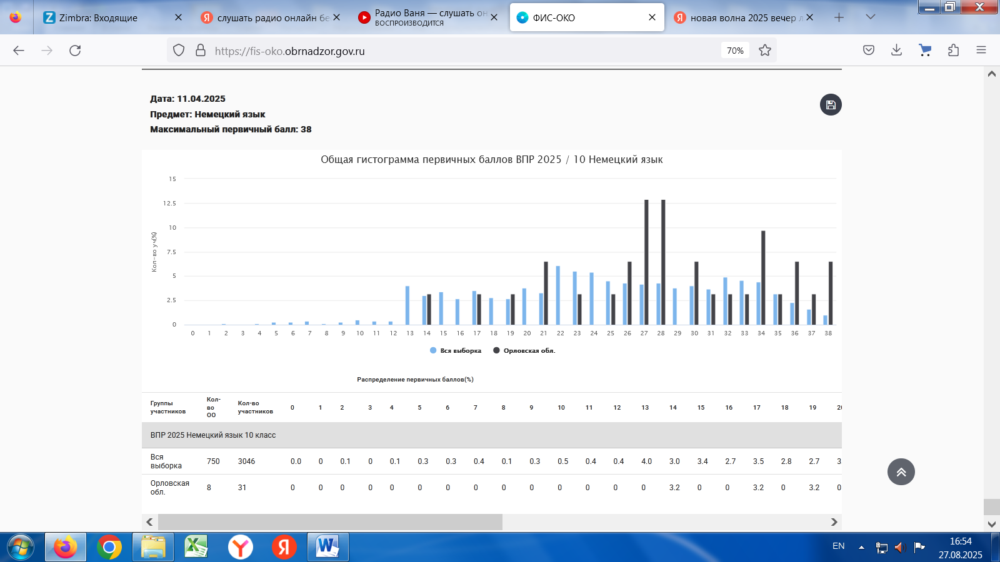 Zimbra: Входящие
слушать радио онлайн бе
Радио Ваня — слушать он
ВОСПРОИЗВОДИТСЯ
ФИС-ОКО
новая волна 2025 вечер л
https://fis-oko.obrnadzor.gov.ru
70%
Дата: 11.04.2025
Предмет: Немецкий язык
Максимальный первичный балл: 38
Общая гистограмма первичных баллов ВПР 2025 / 10 Немецкий язык
Кол-во уч(%)
15
12.5
10
7.5
5
2.5
0
0 1 2 3 4 5 6 7 8 9 10 11 12 13 14 15 16 17 18 19 20 21 22 23 24 25 26 27 28 29 30 31 32 33 34 35 36 37 38
Вся выборка Орловская обл.
Распределение первичных баллов(%)
Группы участников Кол-во ОО Кол-во участников 0 1 2 3 4 5 6 7 8 9 10 11 12 13 14 15 16 17 18 19 20
ВПР 2025 Немецкий язык 10 класс
Вся выборка 750 3046 0.0 0 0.1 0 0.1 0.3 0.3 0.4 0.1 0.3 0.5 0.4 0.4 4.0 3.0 3.4 2.7 3.5 2.8 2.7 3.
Орловская обл. 8 31 0 0 0 0 0 0 0 0 0 0 0 0 0 0 3.2 0 0 3.2 0 3.2 0
EN
16:54
27.08.2025